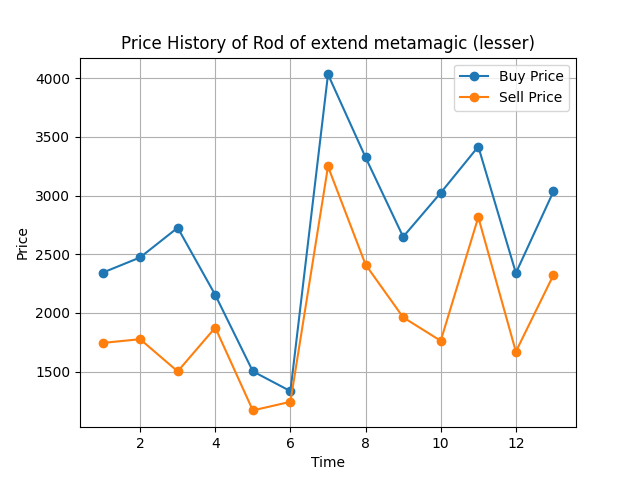 Price History of Rod of extend metamagic (lesser)
Buy Price
Sell Price
4000
3500
3000
2500
2000
1500
Price
2 4 6 8 10 12
Time